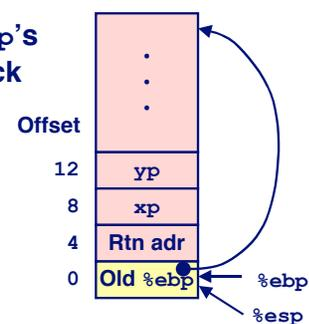 p's
ck
Offset
12 yp
8 xp
4 Rtn adr
0 Old %ebp %ebp
%esp